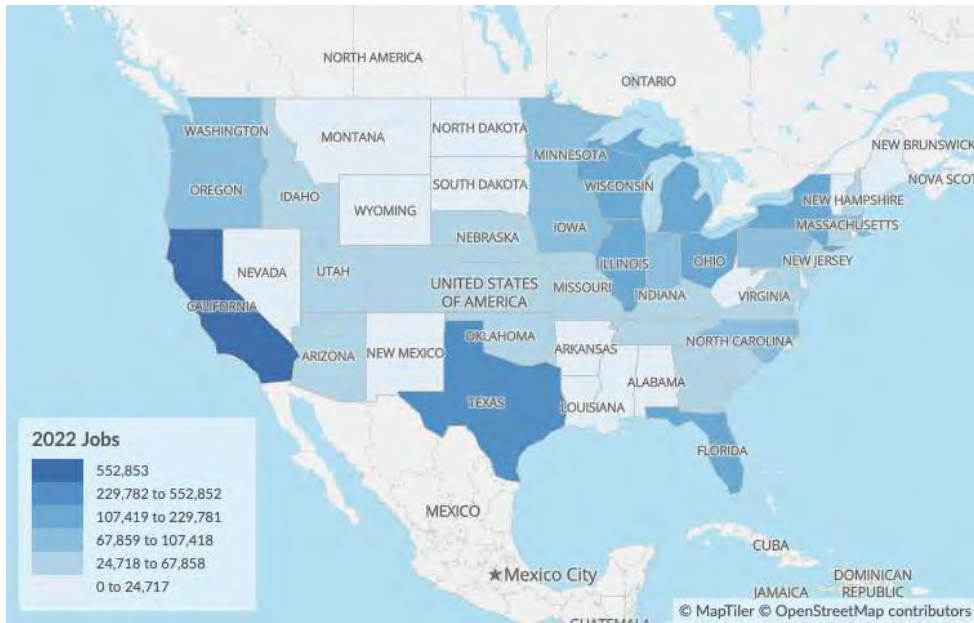 NORTH AMERICA
ONTARIO
WASHINGTON
MONTANA
NORTH DAKOTA
NEW BRUNSWICK
MINNESOTA
OREGON
IDAHO
SOUTH DAKOTA
WISCONSIN
NOVA SCOT
NEW HAMPSHIRE
WYOMING
MASSACHUSETTS
NEBRASKA
IOWA
NEVADA
UTAH
ILLINOIS
OHIO
NEW JERSEY
CALIFORNIA
UNITED STATES
OF AMERICA
MISSOURI
INDIANA
VIRGINIA
ARIZONA
NEW MEXICO
OKLAHOMA
ARKANSAS
NORTH CAROLINA
ALABAMA
TEXAS
LOUISIANA
FLORIDA
2022 Jobs
552,853
229,782 to 552,852
107,419 to 229,781
67,859 to 107,418
24,718 to 67,858
0 to 24,717
MEXICO
CUBA
Mexico City
DOMINICAN
REPUBLIC
JAMAICA
© MapTiler © OpenStreetMap contributors